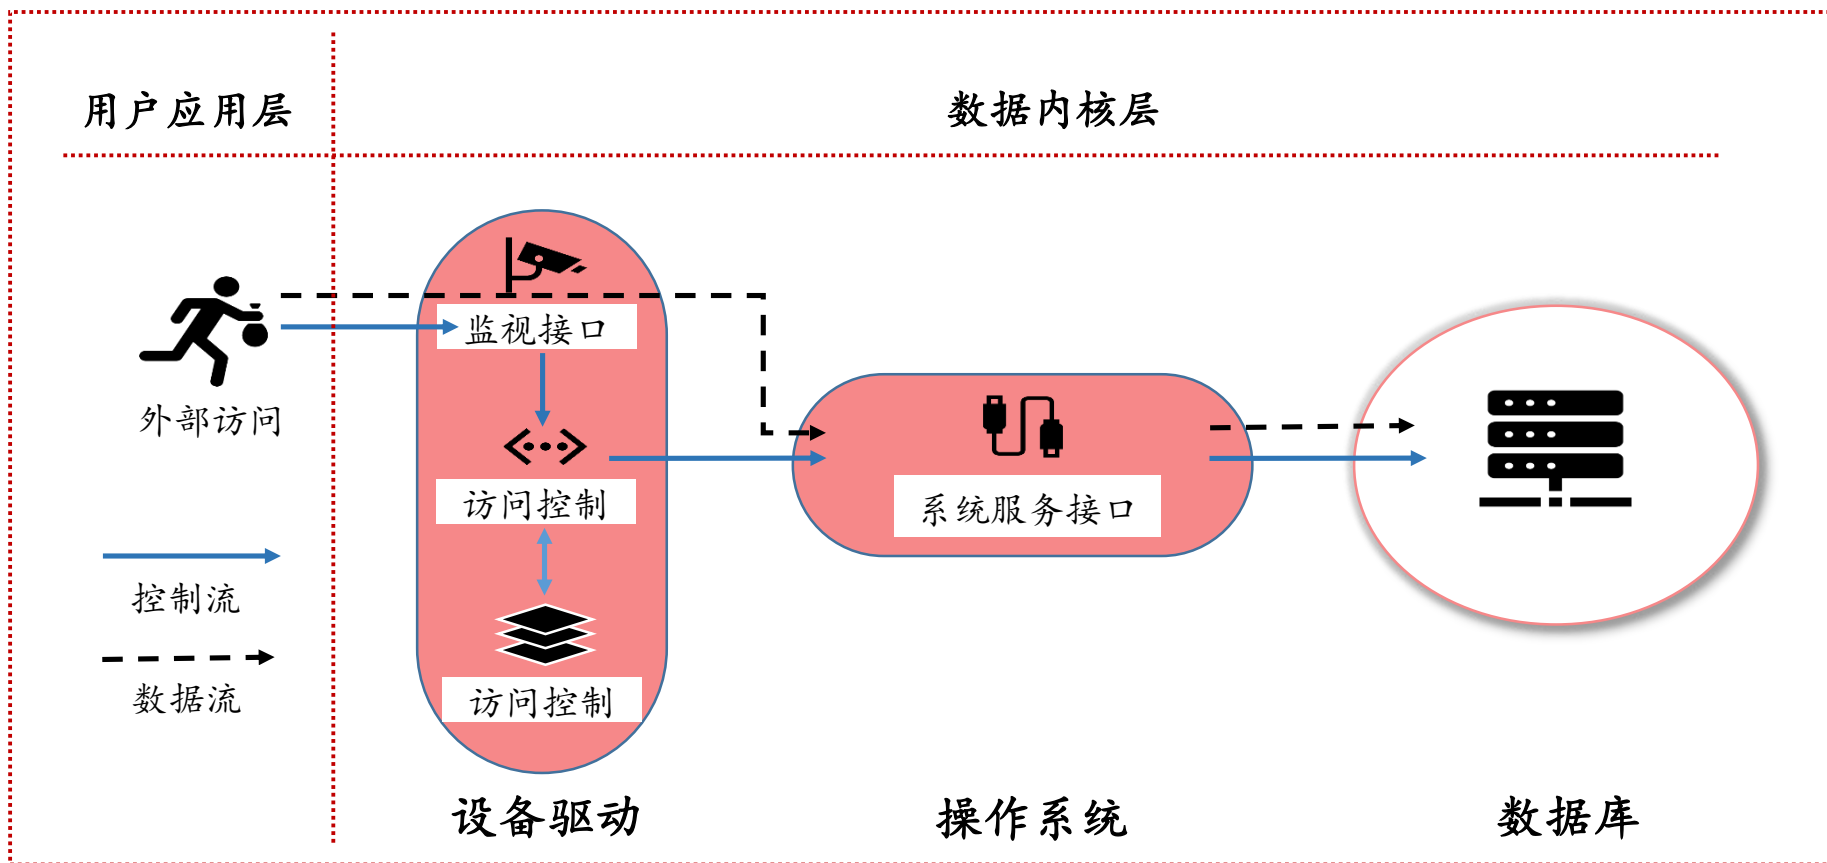 用户应用层
数据内核层
监视接口
外部访问
访问控制
系统服务接口
控制流
访问控制
数据流
设备驱动
操作系统
数据库